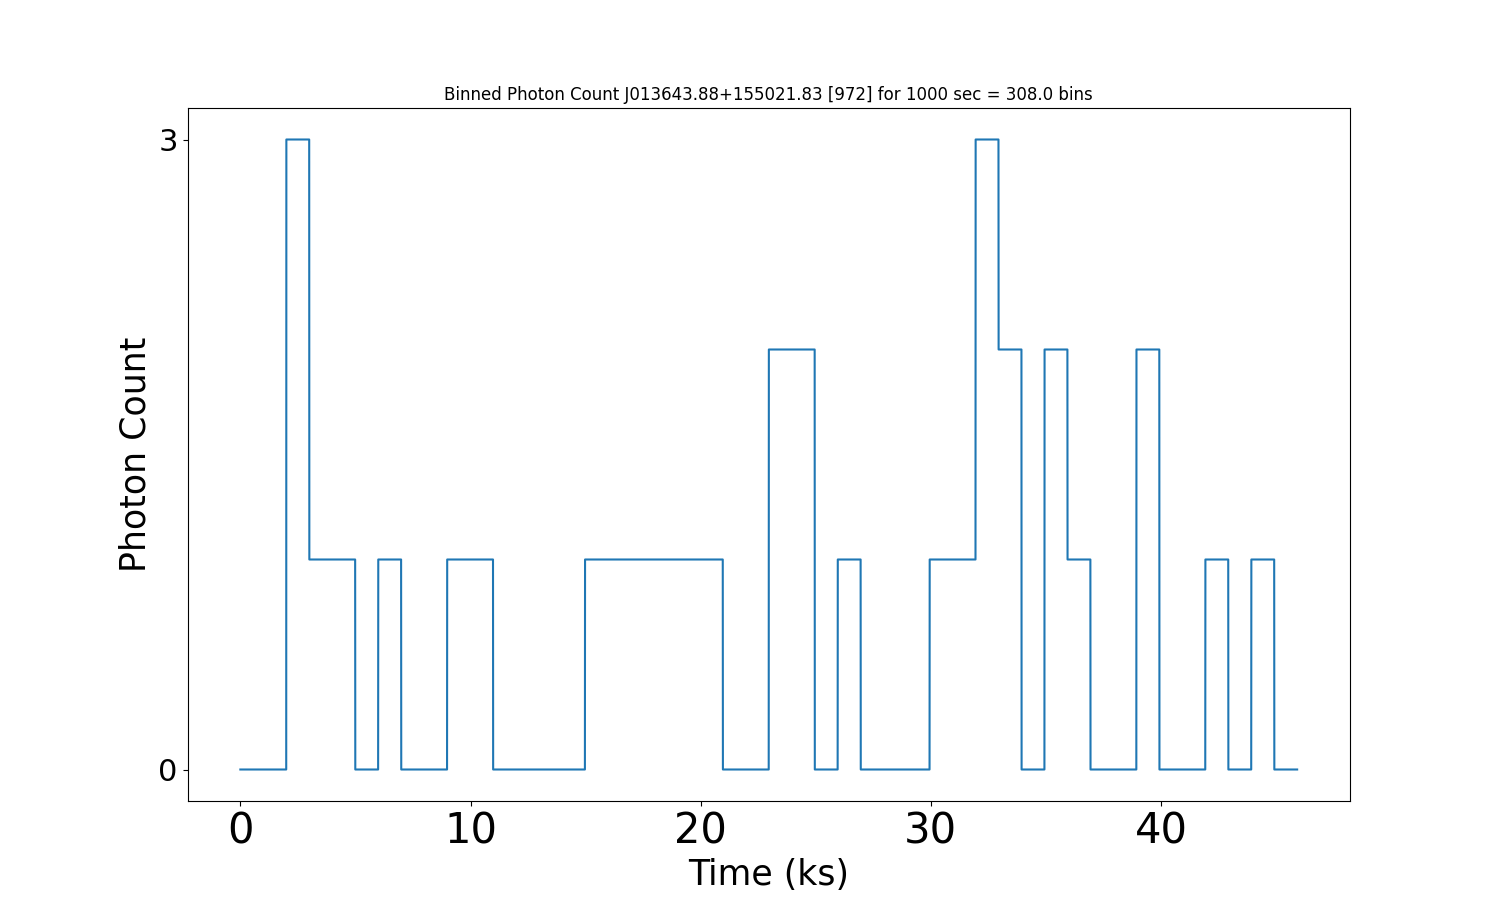 Binned Photon Count J013643.88+155021.83 [972] for 1000 sec = 308.0 bins
3
Photon Count
0
0 10 20 30 40
Time (ks)